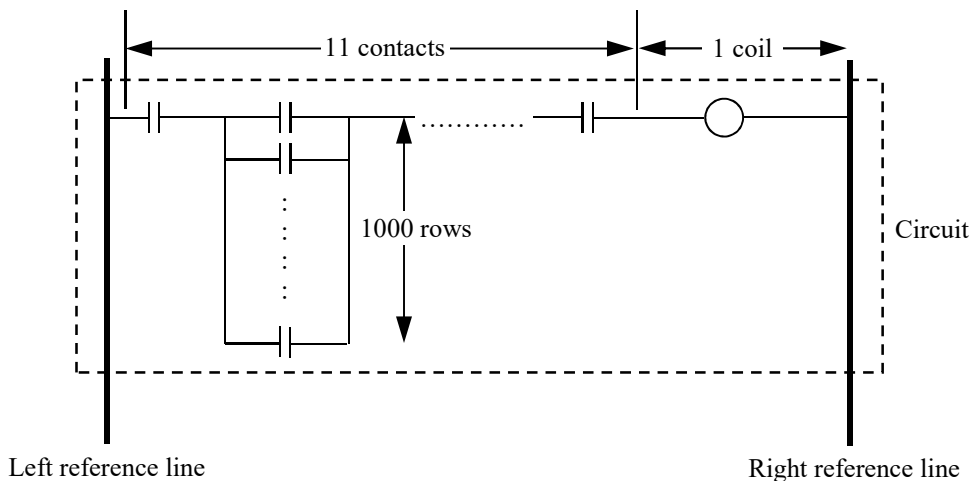 11 contacts
1 coil
............
1000 rows
Circuit
Left reference line
Right reference line